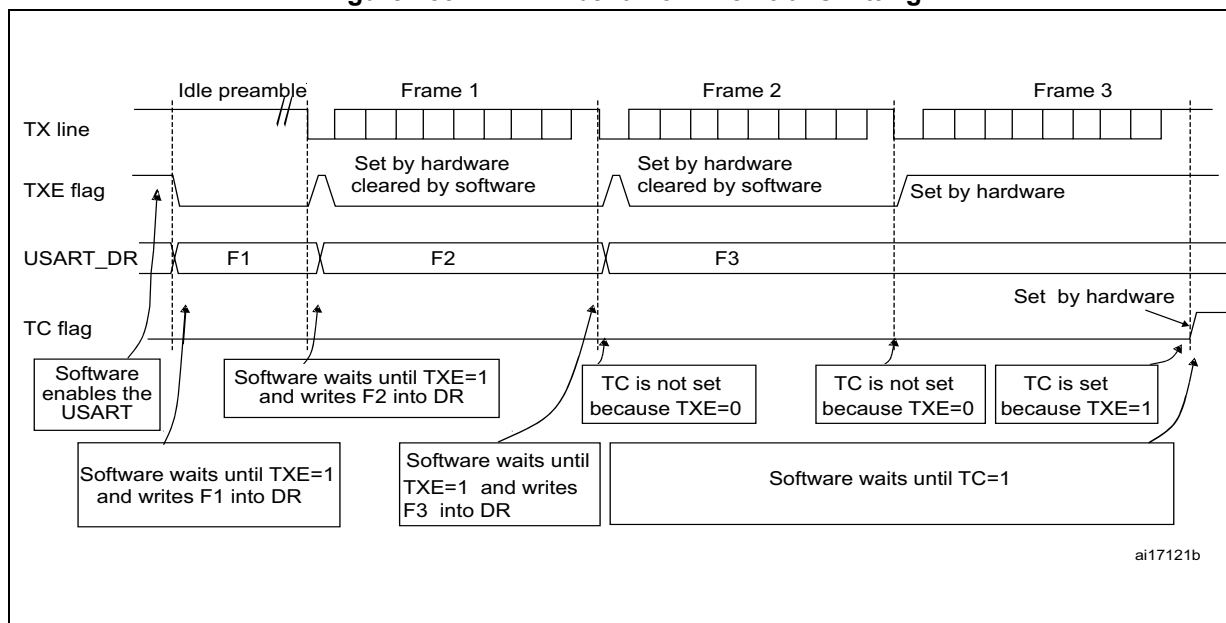 Idle preamble
Frame 1
Frame 2
Frame 3
TX line
TXE flag
Set by hardware
cleared by software
Set by hardware
cleared by software
Set by hardware
USART_DR
F1
F2
F3
TC flag
Set by hardware
Software
enables the
USART
Software waits until TXE=1
and writes F2 into DR
TC is not set
because TXE=0
TC is not set
because TXE=0
TC is set
because TXE=1
Software waits until TXE=1
and writes F1 into DR
Software waits until
TXE=1 and writes
F3 into DR
Software waits until TC=1
ai17121b